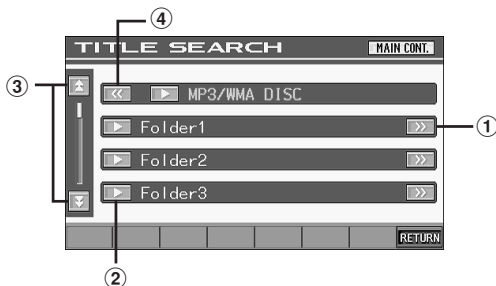 ④
TITLE SEARCH MAIN CONT.
③
<< MP3/WMA DISC
Folder1 >> ①
Folder2 >>
Folder3 >>
RETURN
②